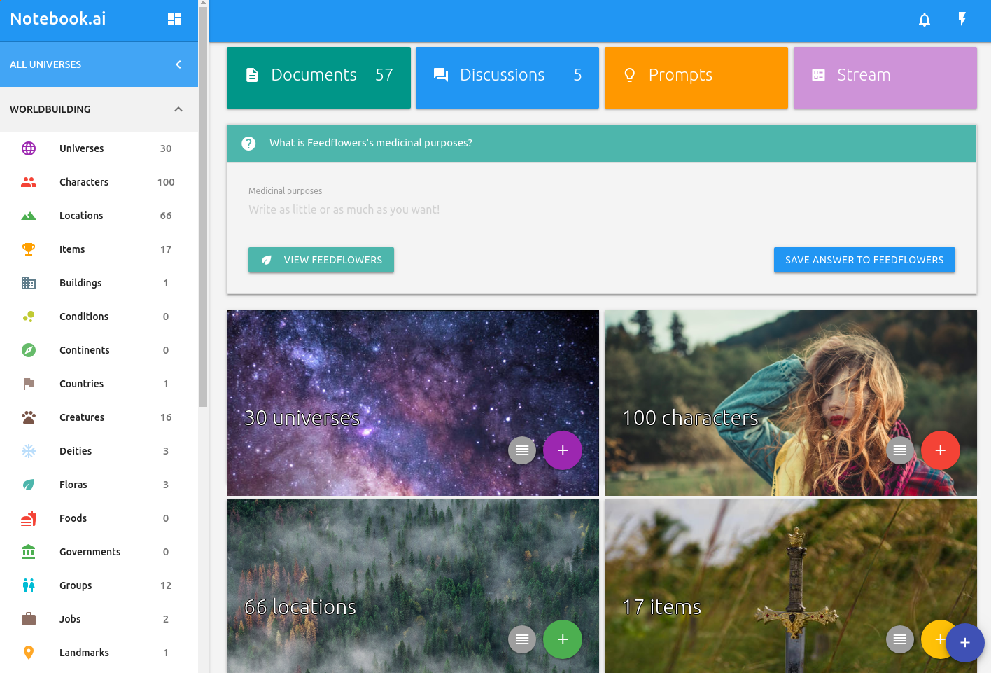 Notebook.ai
ALL UNIVERSES
WORLDBUILDING
Universes 30
Characters 100
Locations 66
Items 17
Buildings 1
Conditions 0
Continents 0
Countries 1
Creatures 16
Deities 3
Floras 3
Foods 0
Governments 0
Groups 12
Jobs 2
Landmarks 1
Documents 57
Discussions 5
Prompts
Stream
What is Feedflowers's medicinal purposes?
Medicinal purposes
Write as little or as much as you want!
VIEW FEEDFLOWERS
SAVE ANSWER TO FEEDFLOWERS
30 universes
100 characters
66 locations
17 items